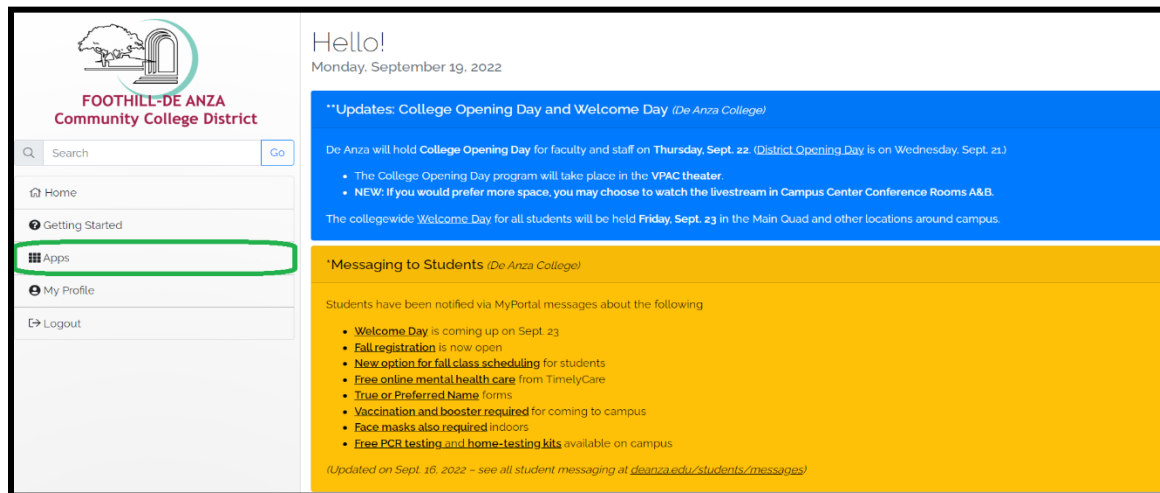 FOOTHILL-DE ANZA
Community College District
Search
Go
Home
Getting Started
Apps
My Profile
Logout
Hello!
Monday, September 19, 2022
**Updates: College Opening Day and Welcome Day (De Anza College)
De Anza will hold College Opening Day for faculty and staff on Thursday, Sept. 22. (District Opening Day is on Wednesday, Sept. 21.)
• The College Opening Day program will take place in the VPAC theater.
• NEW: If you would prefer more space, you may choose to watch the livestream in Campus Center Conference Rooms A&B.
The collegewide Welcome Day for all students will be held Friday, Sept. 23 in the Main Quad and other locations around campus.
*Messaging to Students (De Anza College)
Students have been notified via MyPortal messages about the following
• Welcome Day is coming up on Sept. 23
• Fall registration is now open
• New option for fall class scheduling for students
• Free online mental health care from TimelyCare
• True or Preferred Name forms
• Vaccination and booster required for coming to campus
• Face masks also required indoors
• Free PCR testing and home-testing kits available on campus
(Updated on Sept. 16, 2022 – see all student messaging at deanza.edu/students/messages)